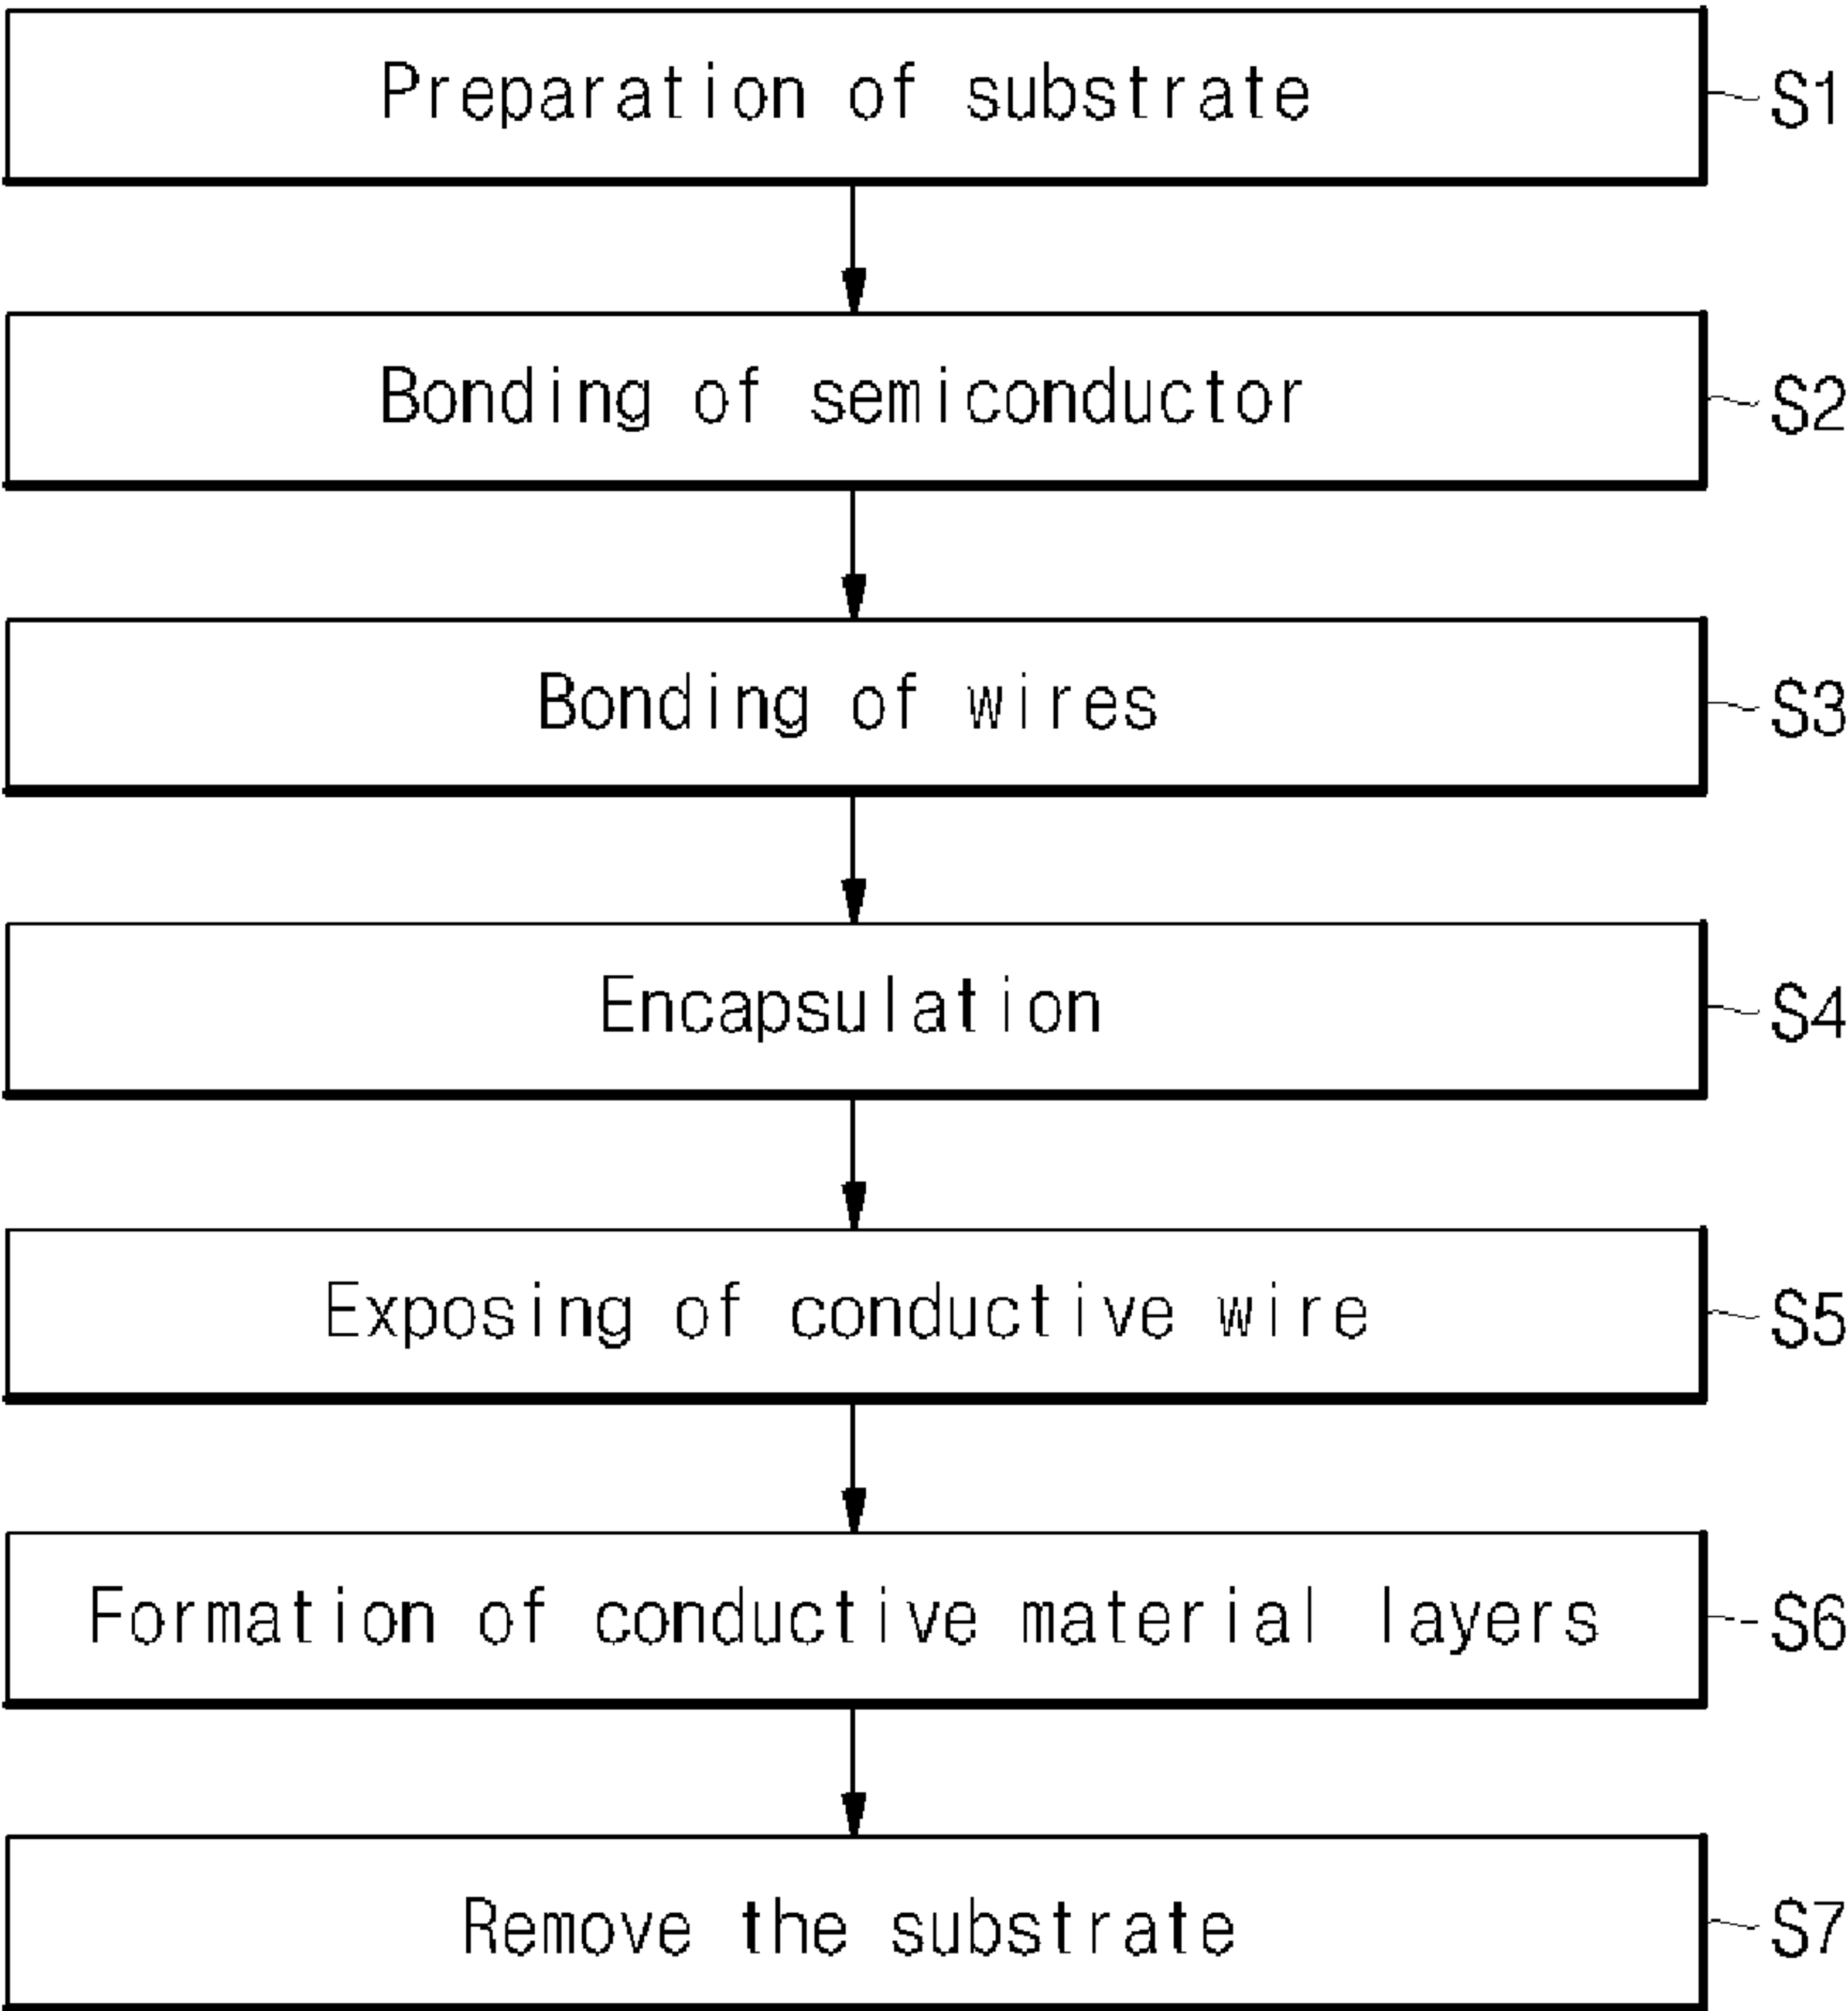 Preparation of substrate S1
Bonding of semiconductor S2
Bonding of wires S3
Encapsulation S4
Exposing of conductive wire S5
Formation of conductive material layers S6
Remove the substrate S7